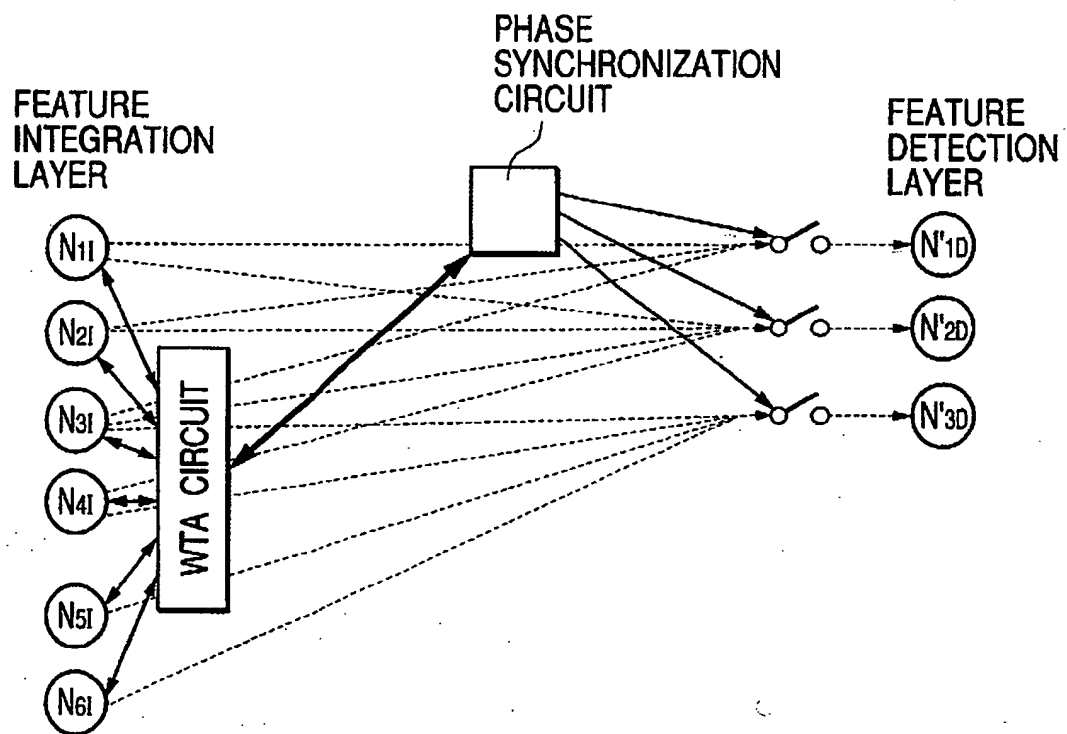 PHASE
SYNCHRONIZATION
CIRCUIT
FEATURE
INTEGRATION
LAYER
FEATURE
DETECTION
LAYER
N1I
N2I
N3I
N4I
N5I
N6I
WTA CIRCUIT
N"1D
N'2D
N'3D